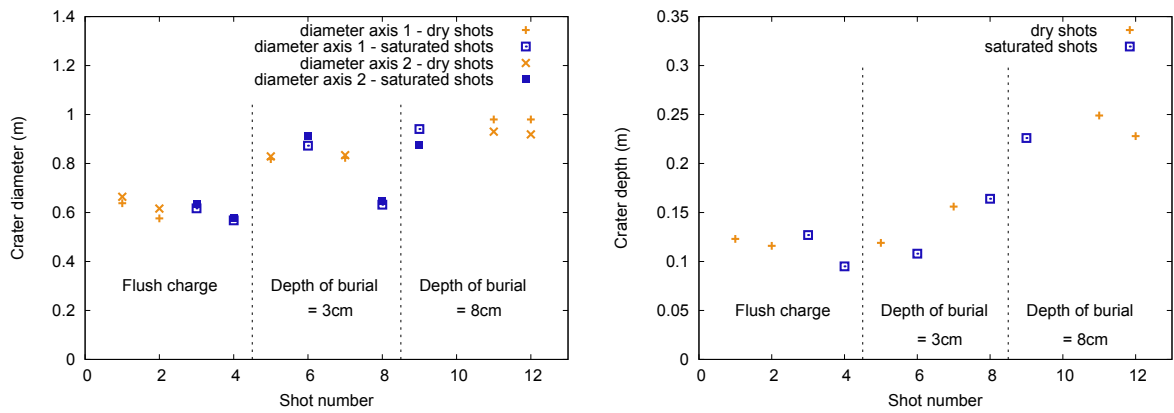 1.4
1.2
1
0.8
0.6
0.4
0.2
0
Crater diameter (m)
diameter axis 1 - dry shots
diameter axis 1 - saturated shots
diameter axis 2 - dry shots
diameter axis 2 - saturated shots
Flush charge
Depth of burial
= 3cm
Depth of burial
= 8cm
0 2 4 6 8 10 12
Shot number
0.35
0.3
0.25
0.2
0.15
0.1
0.05
0
Crater depth (m)
dry shots
saturated shots
Flush charge
Depth of burial
= 3cm
Depth of burial
= 8cm
0 2 4 6 8 10 12
Shot number